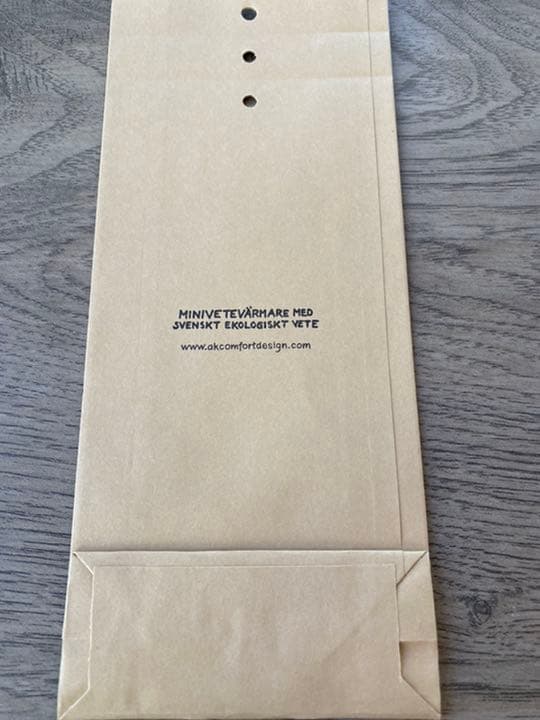 MINIVETEVÄRMARE MED
SVENSKT EKOLOGISKT VETE
www.akcomfortdesign.com